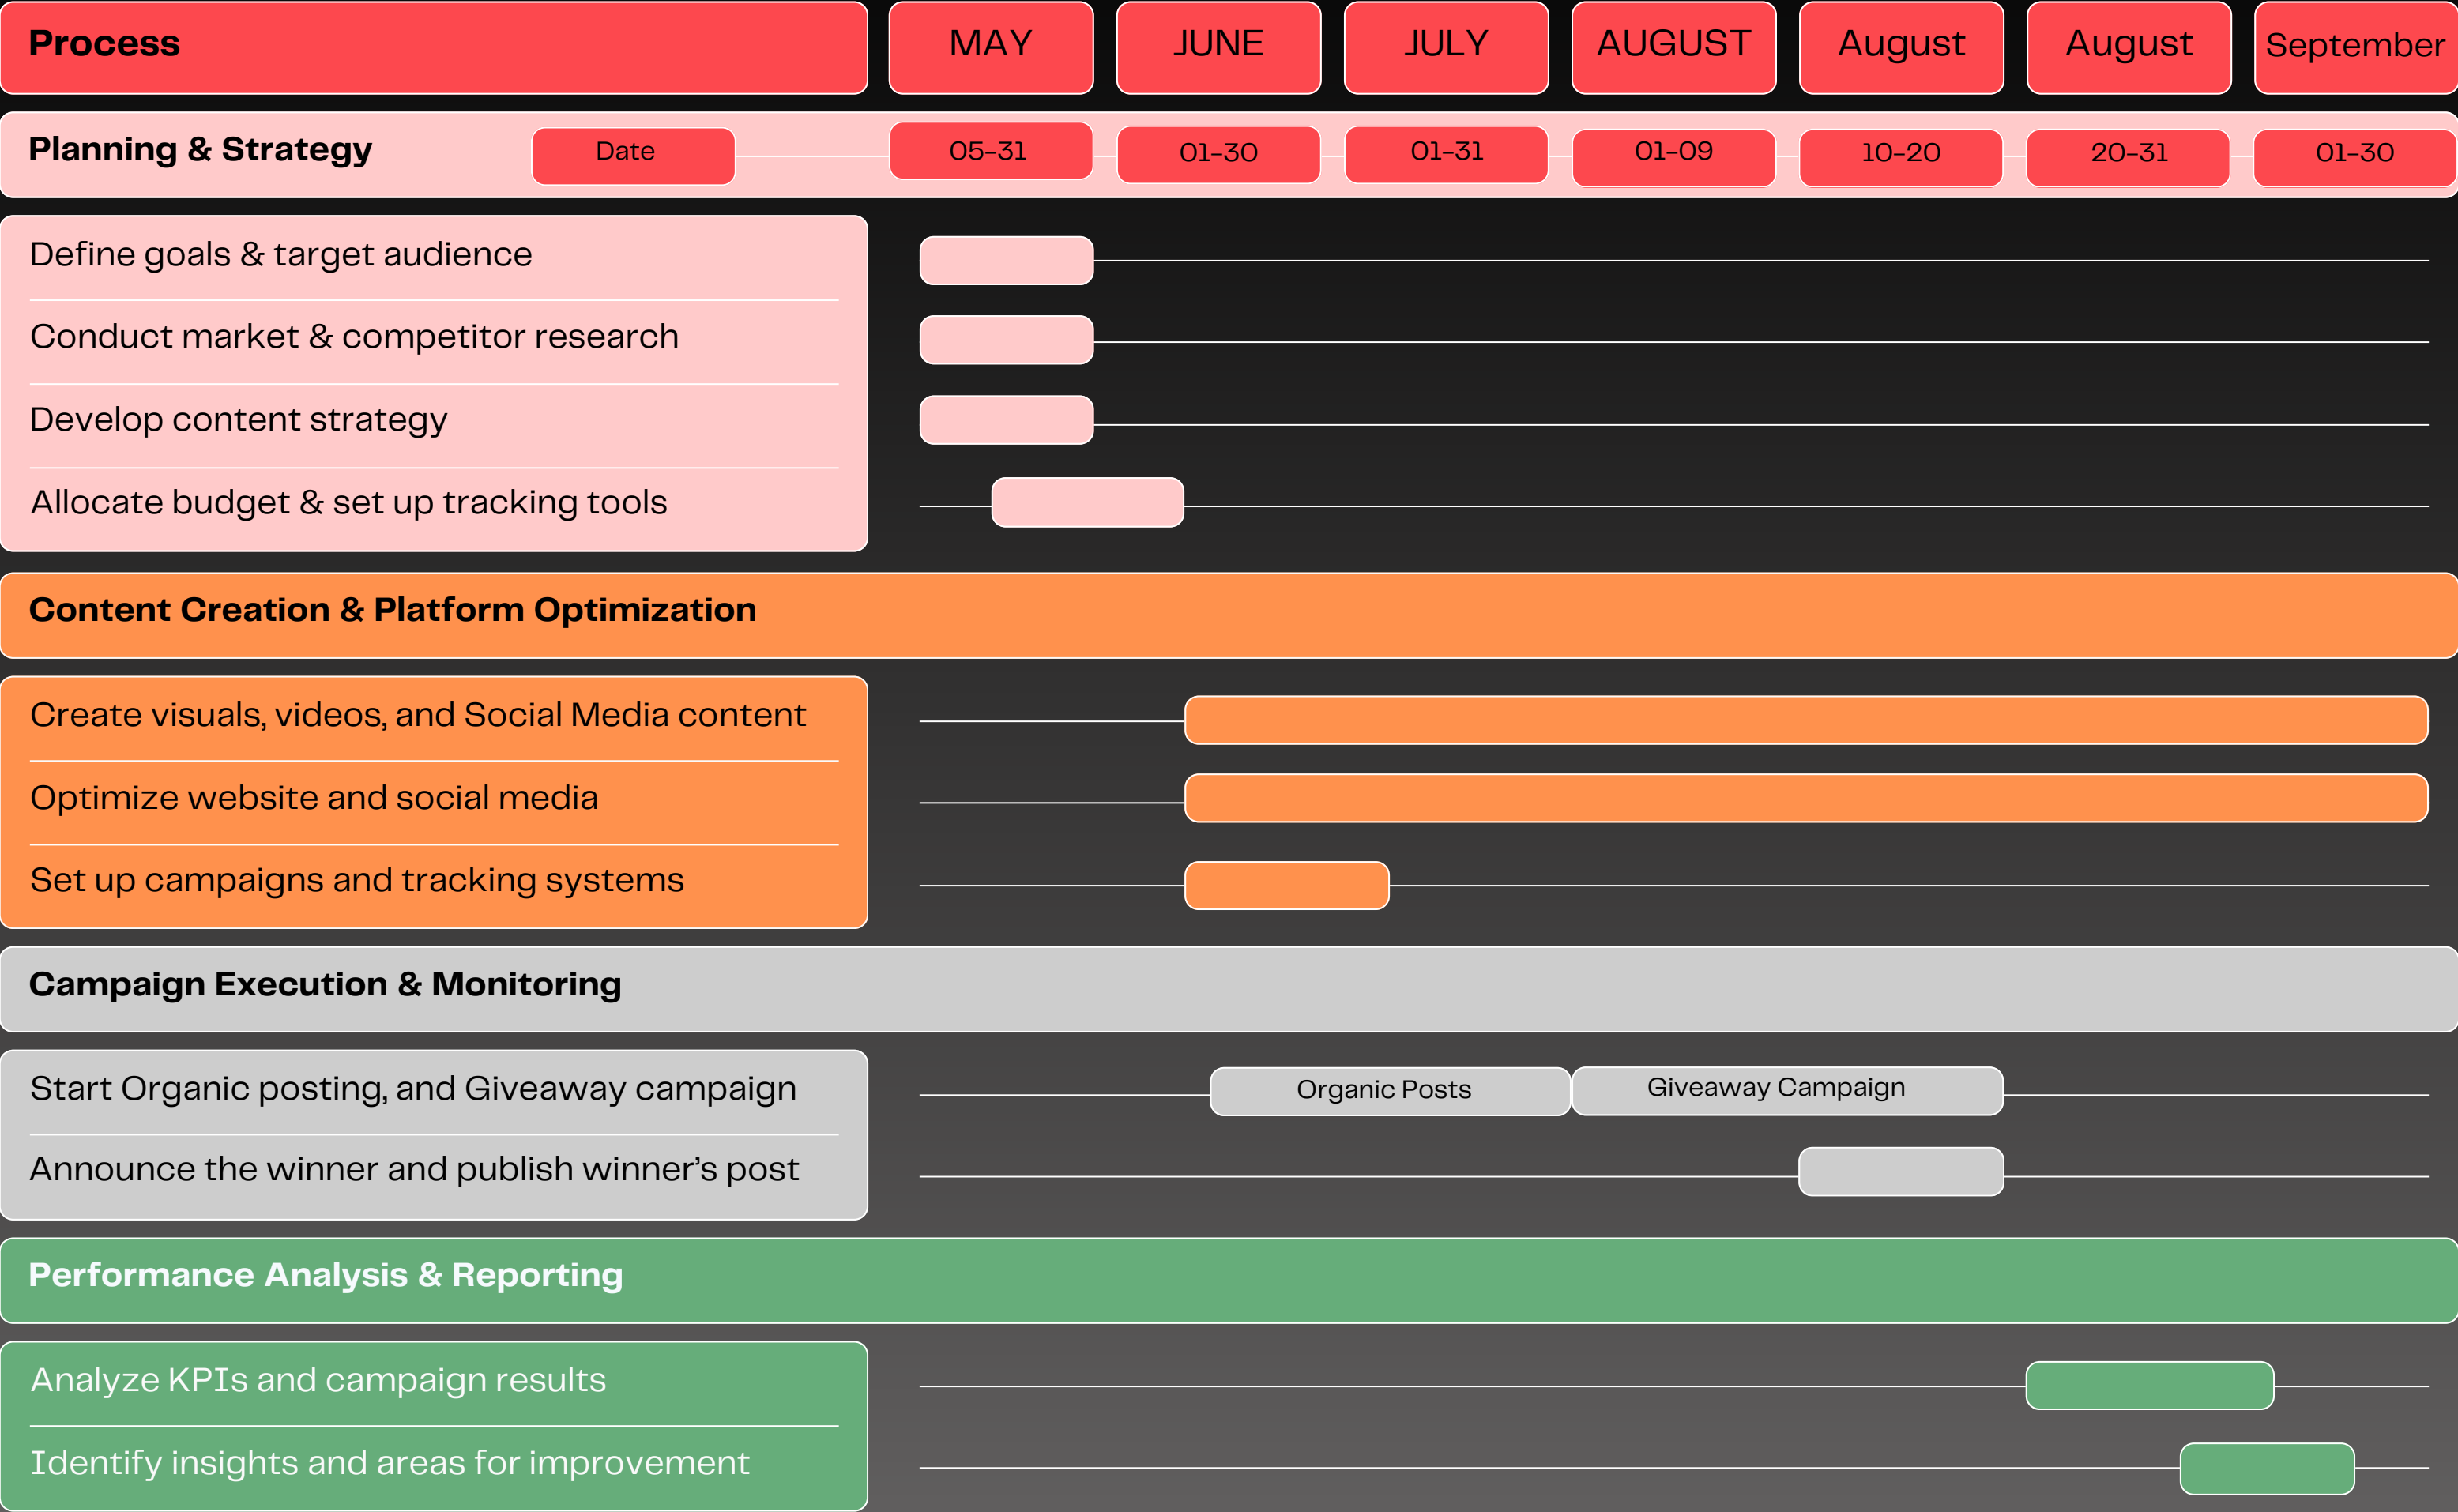 Process MAY JUNE JULY AUGUST August August September
Planning & Strategy Date 05-31 01-30 01-31 01-09 10-20 20-31 01-30
Define goals & target audience
Conduct market & competitor research
Develop content strategy
Allocate budget & set up tracking tools
Content Creation & Platform Optimization
Create visuals, videos, and Social Media content
Optimize website and social media
Set up campaigns and tracking systems
Campaign Execution & Monitoring
Start Organic posting, and Giveaway campaign Organic Posts Giveaway Campaign
Announce the winner and publish winner’s post
Performance Analysis & Reporting
Analyze KPIs and campaign results
Identify insights and areas for improvement